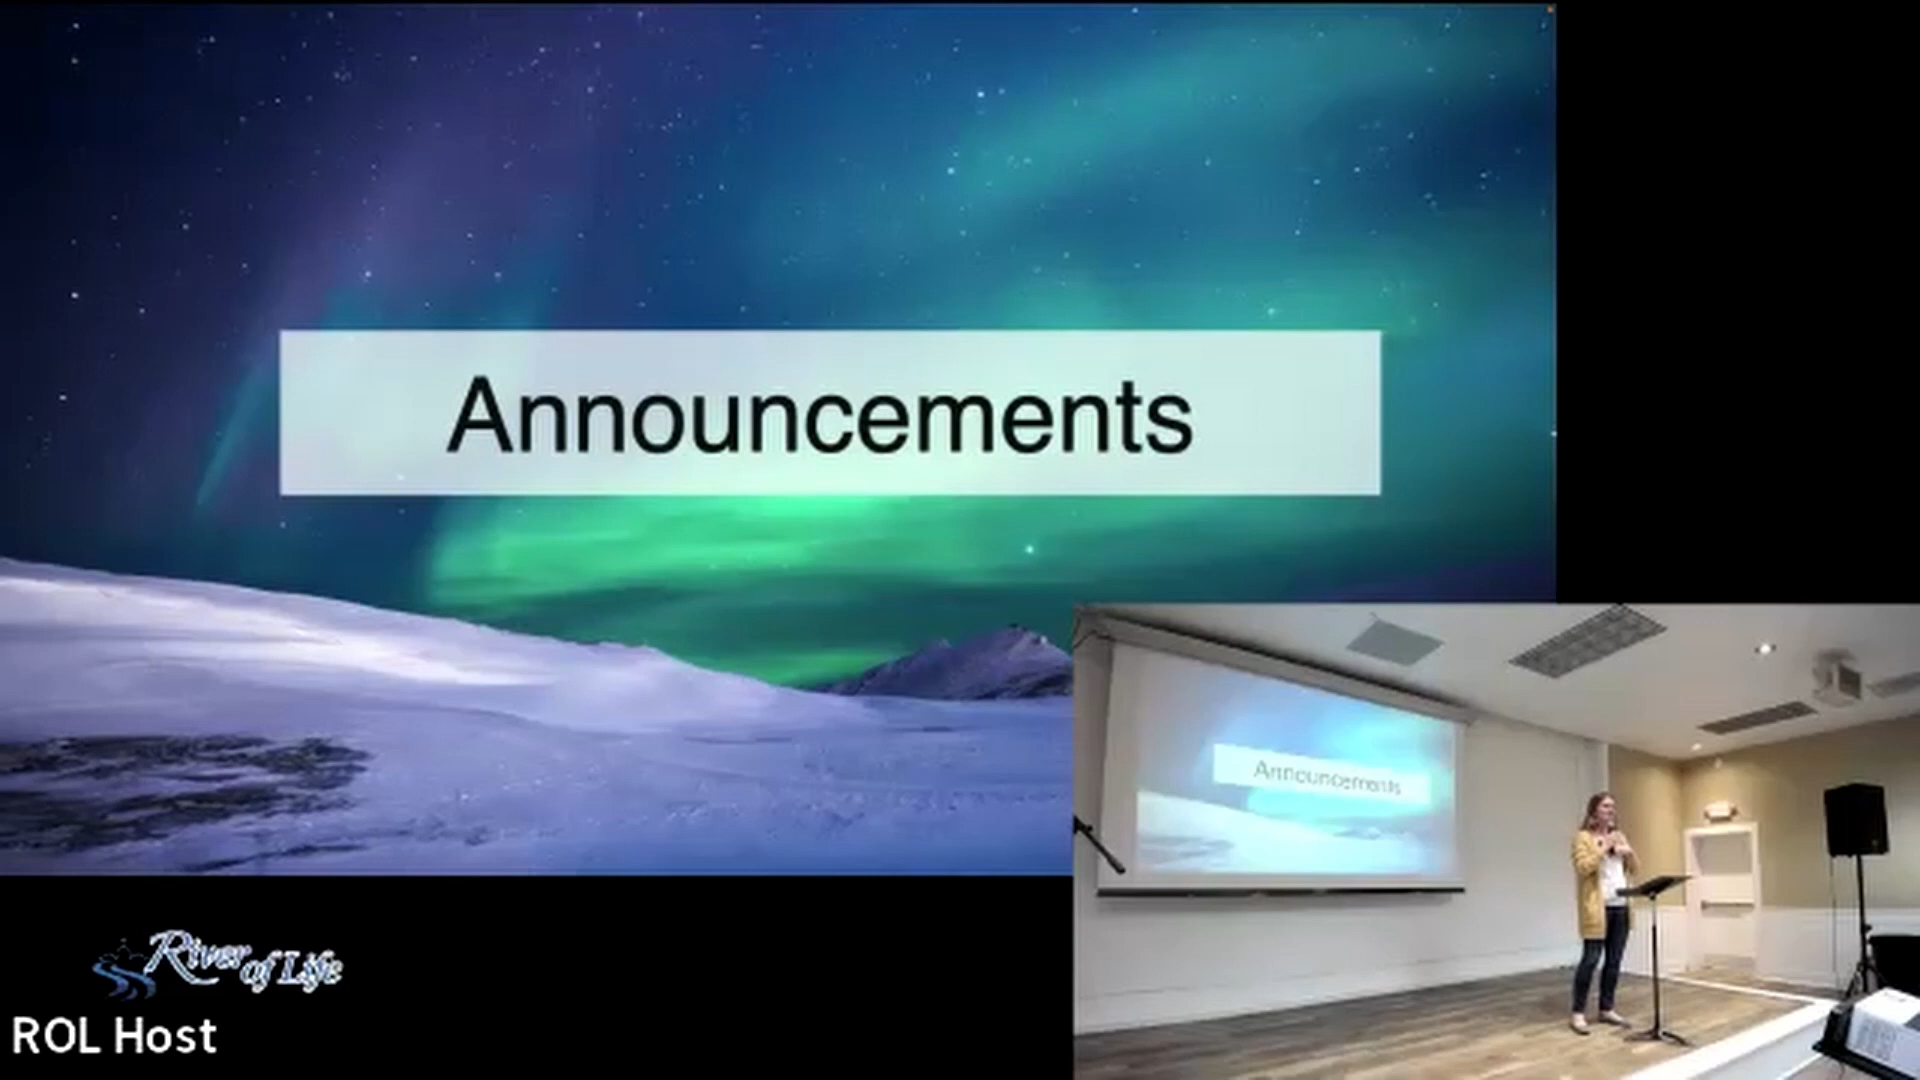 Announcements
Announcements
River
of Life
ROL Host